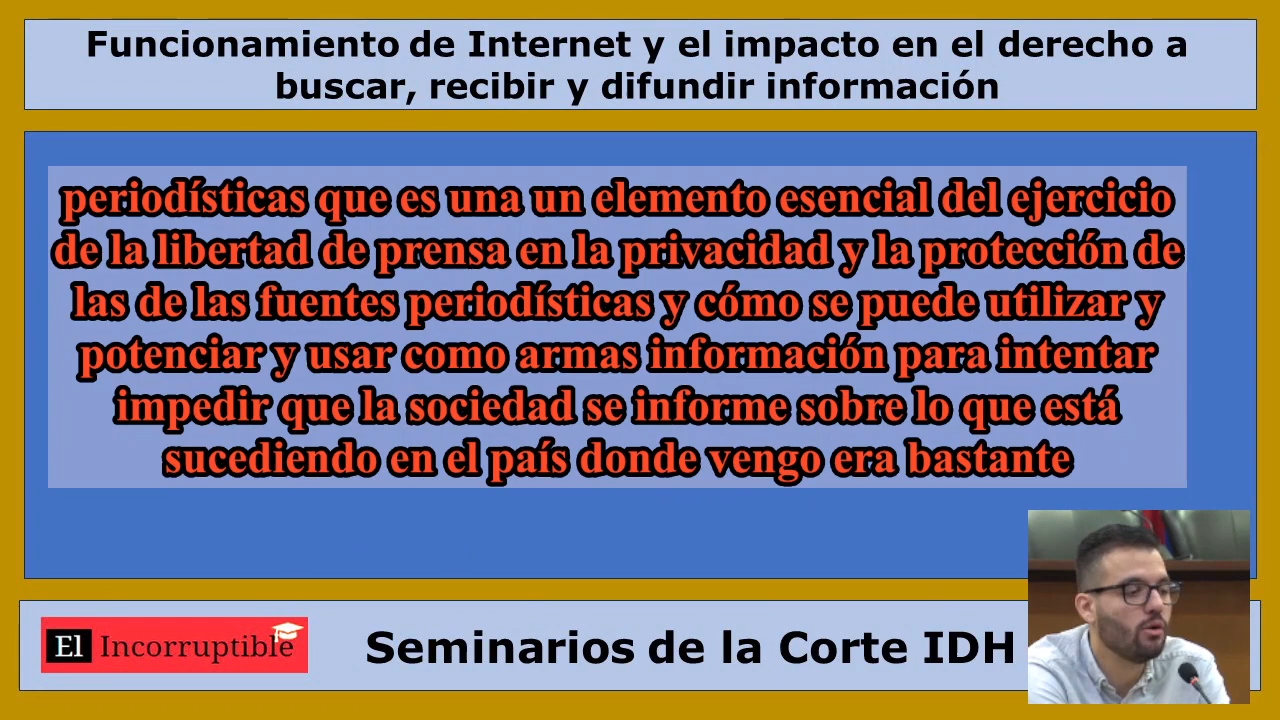 Funcionamiento de Internet y el impacto en el derecho a
buscar, recibir y difundir información
periodísticas que es una un elemento esencial del ejercicio
de la libertad de prensa en la privacidad y la protección de
las de las fuentes periodísticas y cómo se puede utilizar y
potenciar y usar como armas información para intentar
impedir que la sociedad se informe sobre lo que está
sucediendo en el país donde vengo era bastante
El Incorruptible
Seminarios de la Corte IDH